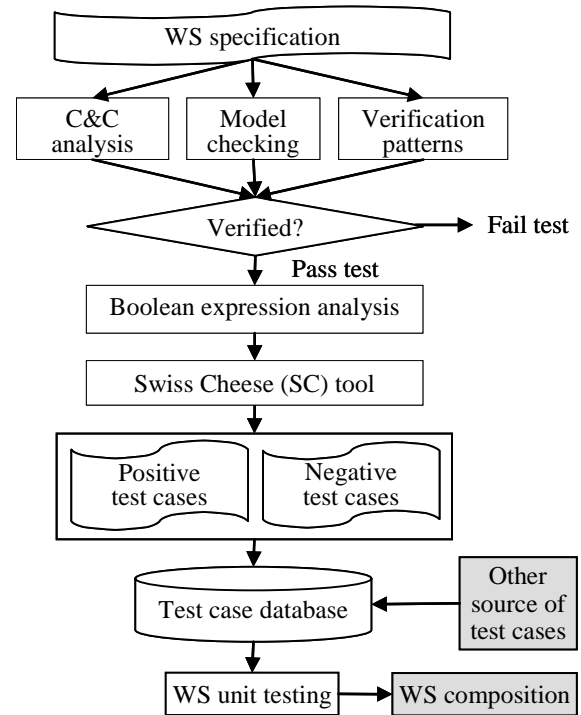 WS specification
C&C
analysis
Model
checking
Verification
patterns
Verified?
Fail test
Pass test
Boolean expression analysis
Swiss Cheese (SC) tool
Positive
test cases
Negative
test cases
Test case database
Other
source of
test cases
WS unit testing
WS composition